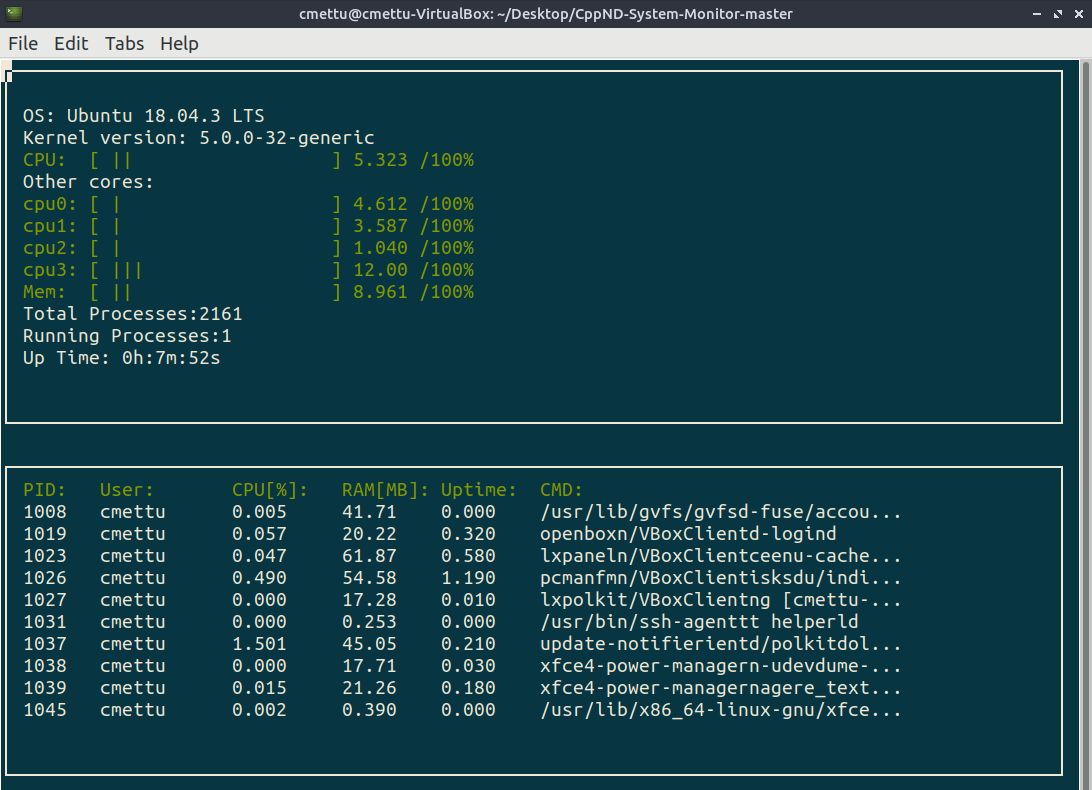 cmettu@cmettu-VirtualBox: ~/Desktop/CppND-System-Monitor-master
File Edit Tabs Help
OS: Ubuntu 18.04.3 LTS
Kernel version: 5.0.0-32-generic
CPU: [ || ] 5.323 /100%
Other cores:
cpu0: [ | ] 4.612 /100%
cpu1: [ | ] 3.587 /100%
cpu2: [ | ] 1.040 /100%
cpu3: [ ||| ] 12.00 /100%
Mem: [ || ] 8.961 /100%
Total Processes:2161
Running Processes:1
Up Time: 0h:7m:52s
PID: User: CPU[%]: RAM[MB]: Uptime: CMD:
1008 cmettu 0.005 41.71 0.000 /usr/lib/gvfs/gvfsd-fuse/accou...
1019 cmettu 0.057 20.22 0.320 openboxn/VBoxClientd-logind
1023 cmettu 0.047 61.87 0.580 lxpaneln/VBoxClientceenu-cache...
1026 cmettu 0.490 54.58 1.190 pcmanfmn/VBoxClientisksdu/indi...
1027 cmettu 0.000 17.28 0.010 lxpolkit/VBoxClientng [cmettu-...
1031 cmettu 0.000 0.253 0.000 /usr/bin/ssh-agenttt helperld
1037 cmettu 1.501 45.05 0.210 update-notifierientd/polkitdol...
1038 cmettu 0.000 17.71 0.030 xfce4-power-managern-udevdume-...
1039 cmettu 0.015 21.26 0.180 xfce4-power-managernagere_text...
1045 cmettu 0.002 0.390 0.000 /usr/lib/x86_64-linux-gnu/xfce...